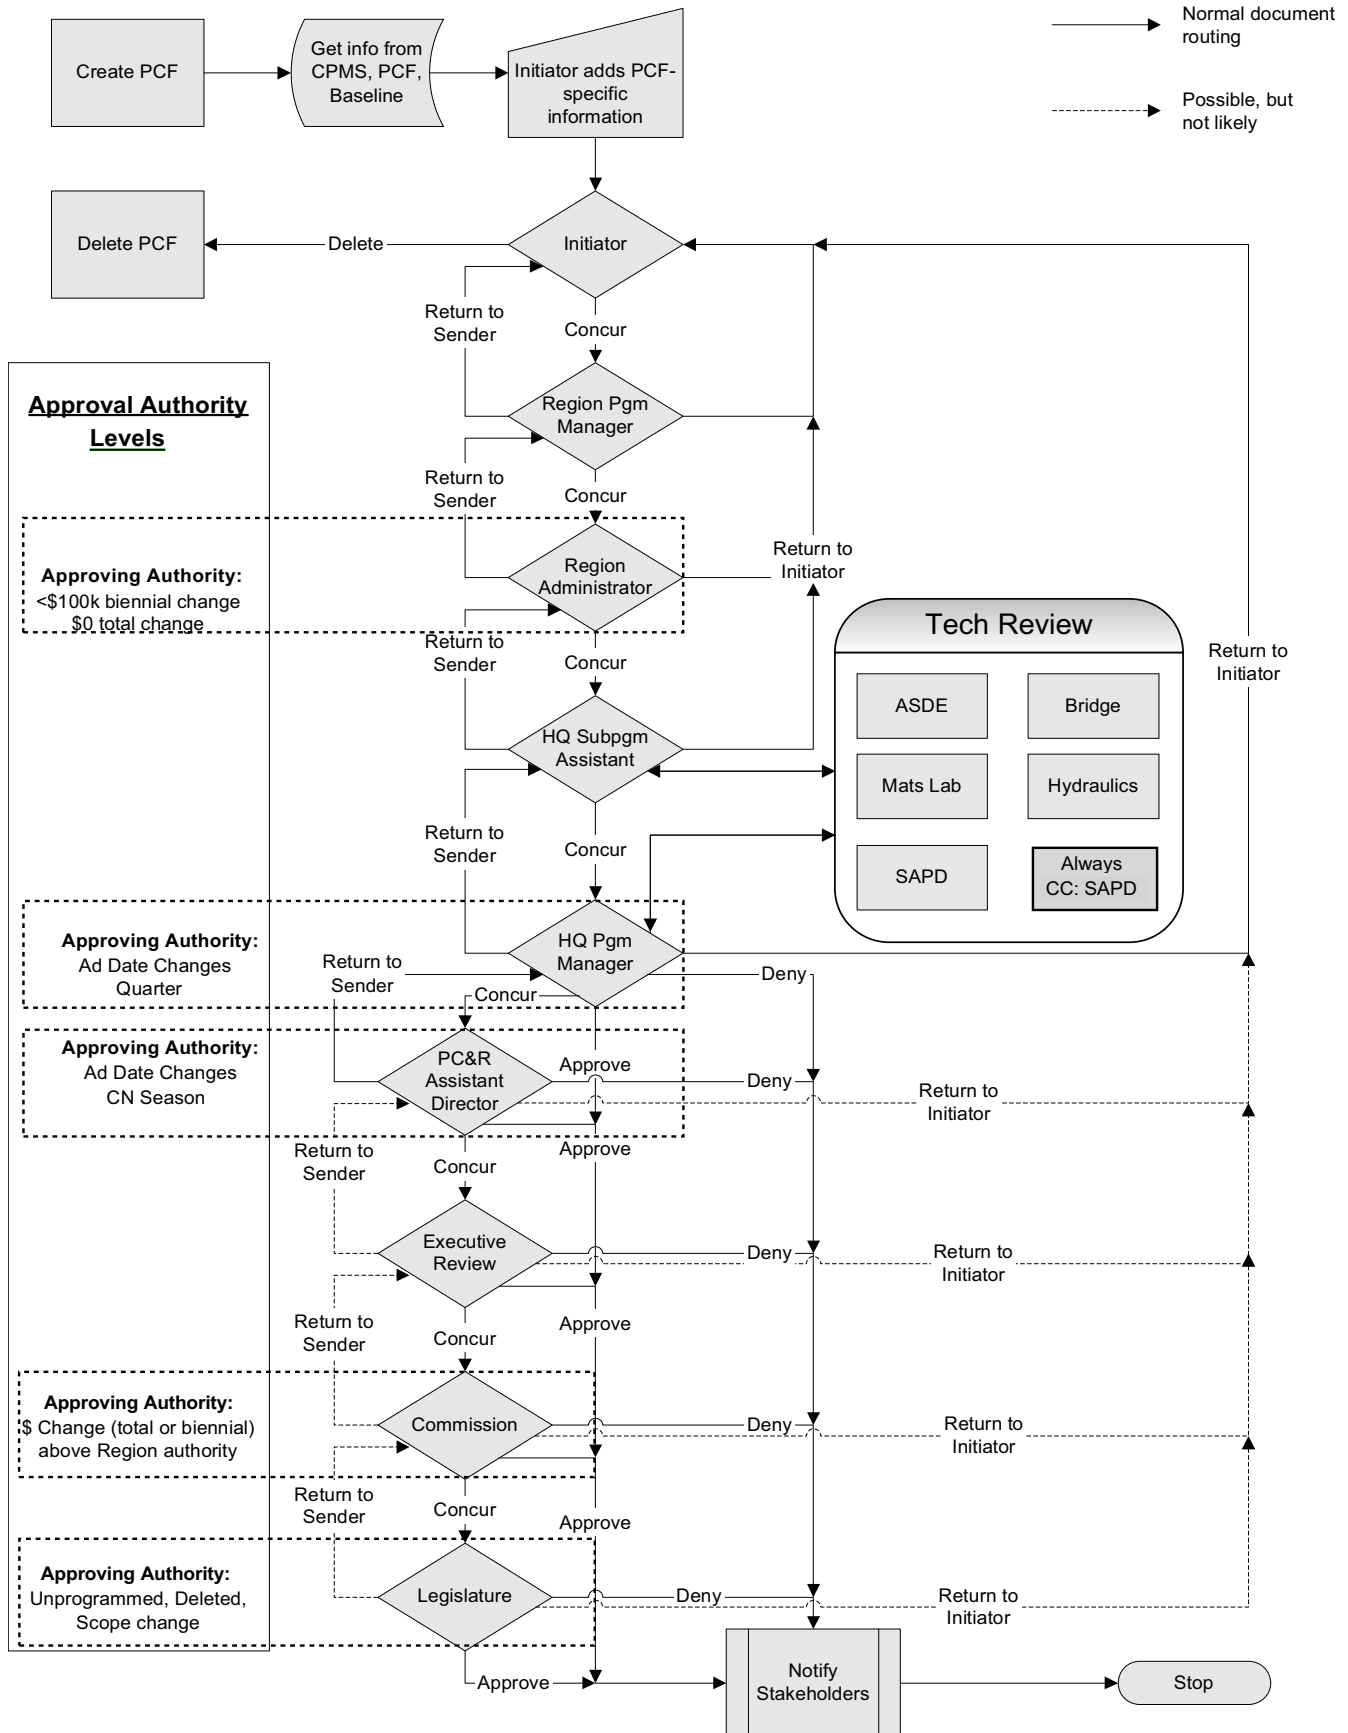 Normal document
routing
Possible, but
not likely
Create PCF
Get info from
CPMS, PCF,
Baseline
Initiator adds PCF-
specific
information
Delete PCF
Delete
Initiator
Return to
Sender
Concur
Approval Authority
Levels
Region Pgm
Manager
Return to
Sender
Concur
Approving Authority:
<$100k biennial change
$0 total change
Region
Administrator
Return to
Initiator
Return to
Sender
Concur
Tech Review
ASDE
Bridge
Mats Lab
Hydraulics
SAPD
Always
CC: SAPD
Return to
Initiator
HQ Subpgm
Assistant
Return to
Sender
Concur
Approving Authority:
Ad Date Changes
Quarter
HQ Pgm
Manager
Return to
Sender
Concur
Deny
Approving Authority:
Ad Date Changes
CN Season
PC&R
Assistant
Director
Approve
Deny
Return to
Initiator
Return to
Sender
Concur
Approve
Executive
Review
Deny
Return to
Initiator
Return to
Sender
Concur
Approve
Approving Authority:
$ Change (total or biennial)
above Region authority
Commission
Deny
Return to
Initiator
Return to
Sender
Concur
Approve
Approving Authority:
Unprogrammed, Deleted,
Scope change
Legislature
Deny
Return to
Initiator
Approve
Notify
Stakeholders
Stop